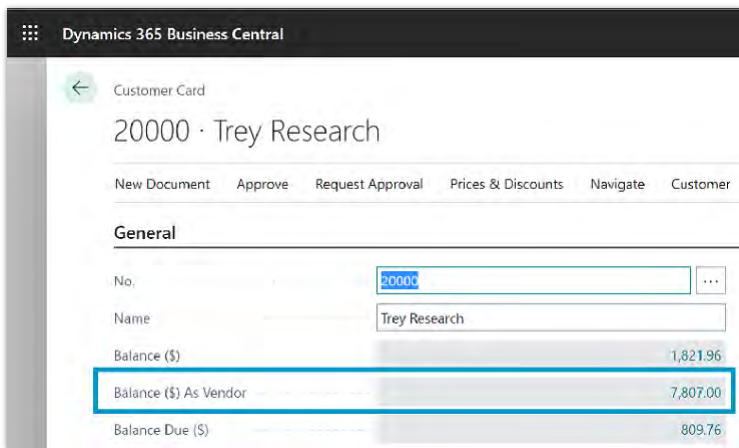 Dynamics 365 Business Central
Customer Card
20000 · Trey Research
New Document Approve Request Approval Prices & Discounts Navigate Customer
General
No. 20000 ...
Name Trey Research
Balance ($) 1,821.96
Balance ($) As Vendor 7,807.00
Balance Due ($) 809.76